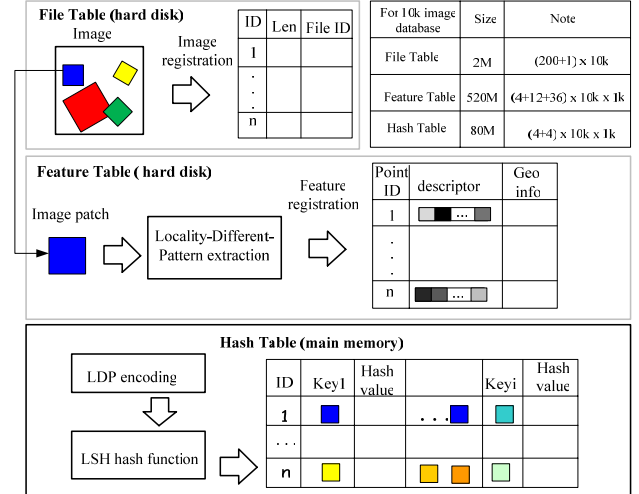 File Table (hard disk)
Image
Image
registration
ID Len File ID
1
.
.
.
n
For 10k image
database Size Note
File Table 2M (200+1) x 10k
Feature Table 520M (4+12+36) x 10k x 1k
Hash Table 80M (4+4) x 10k x 1k
Feature Table ( hard disk)
Image patch
Locality-Different-
Pattern extraction
Feature
registration
Point
ID descriptor Geo
info
1 ...
.
.
.
n ...
Hash Table (main memory)
LDP encoding
LSH hash function
ID Key1 Hash
value Keyi Hash
value
1 ...
...
n